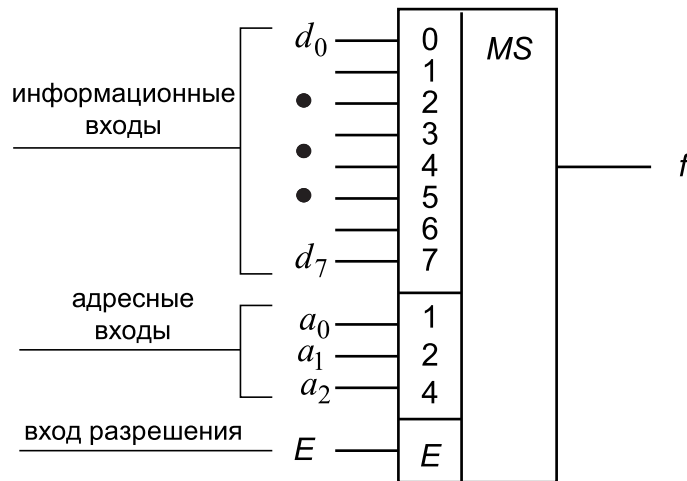 d0 0 MS
1
информационные
входы
2
3
4 f
5
6
d7 7
адресные
входы
a0 1
a1 2
a2 4
вход разрешения E E